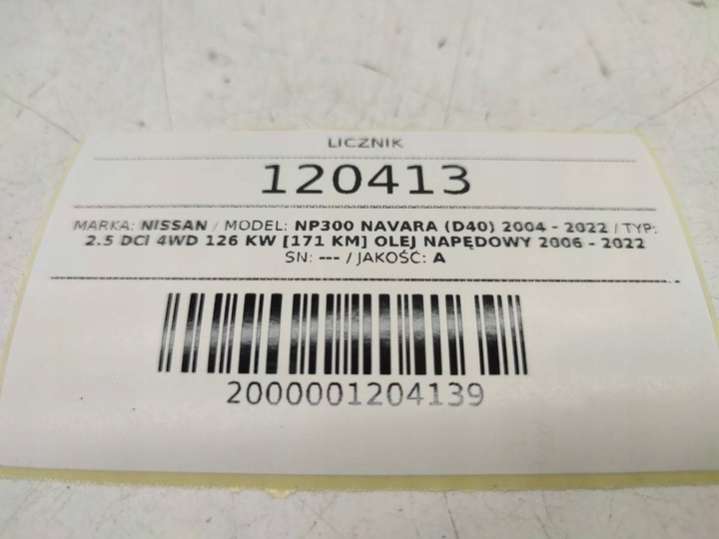 LICZNIK
120413
MARKA: NISSAN / MODEL: NP300 NAVARA (D40) 2004 - 2022 / TYP:
2.5 DCI 4WD 126 KW [171 KM] OLEJ NAPĘDOWY 2006 - 2022
SN: --- / JAKOŚĆ: A
2000001204139